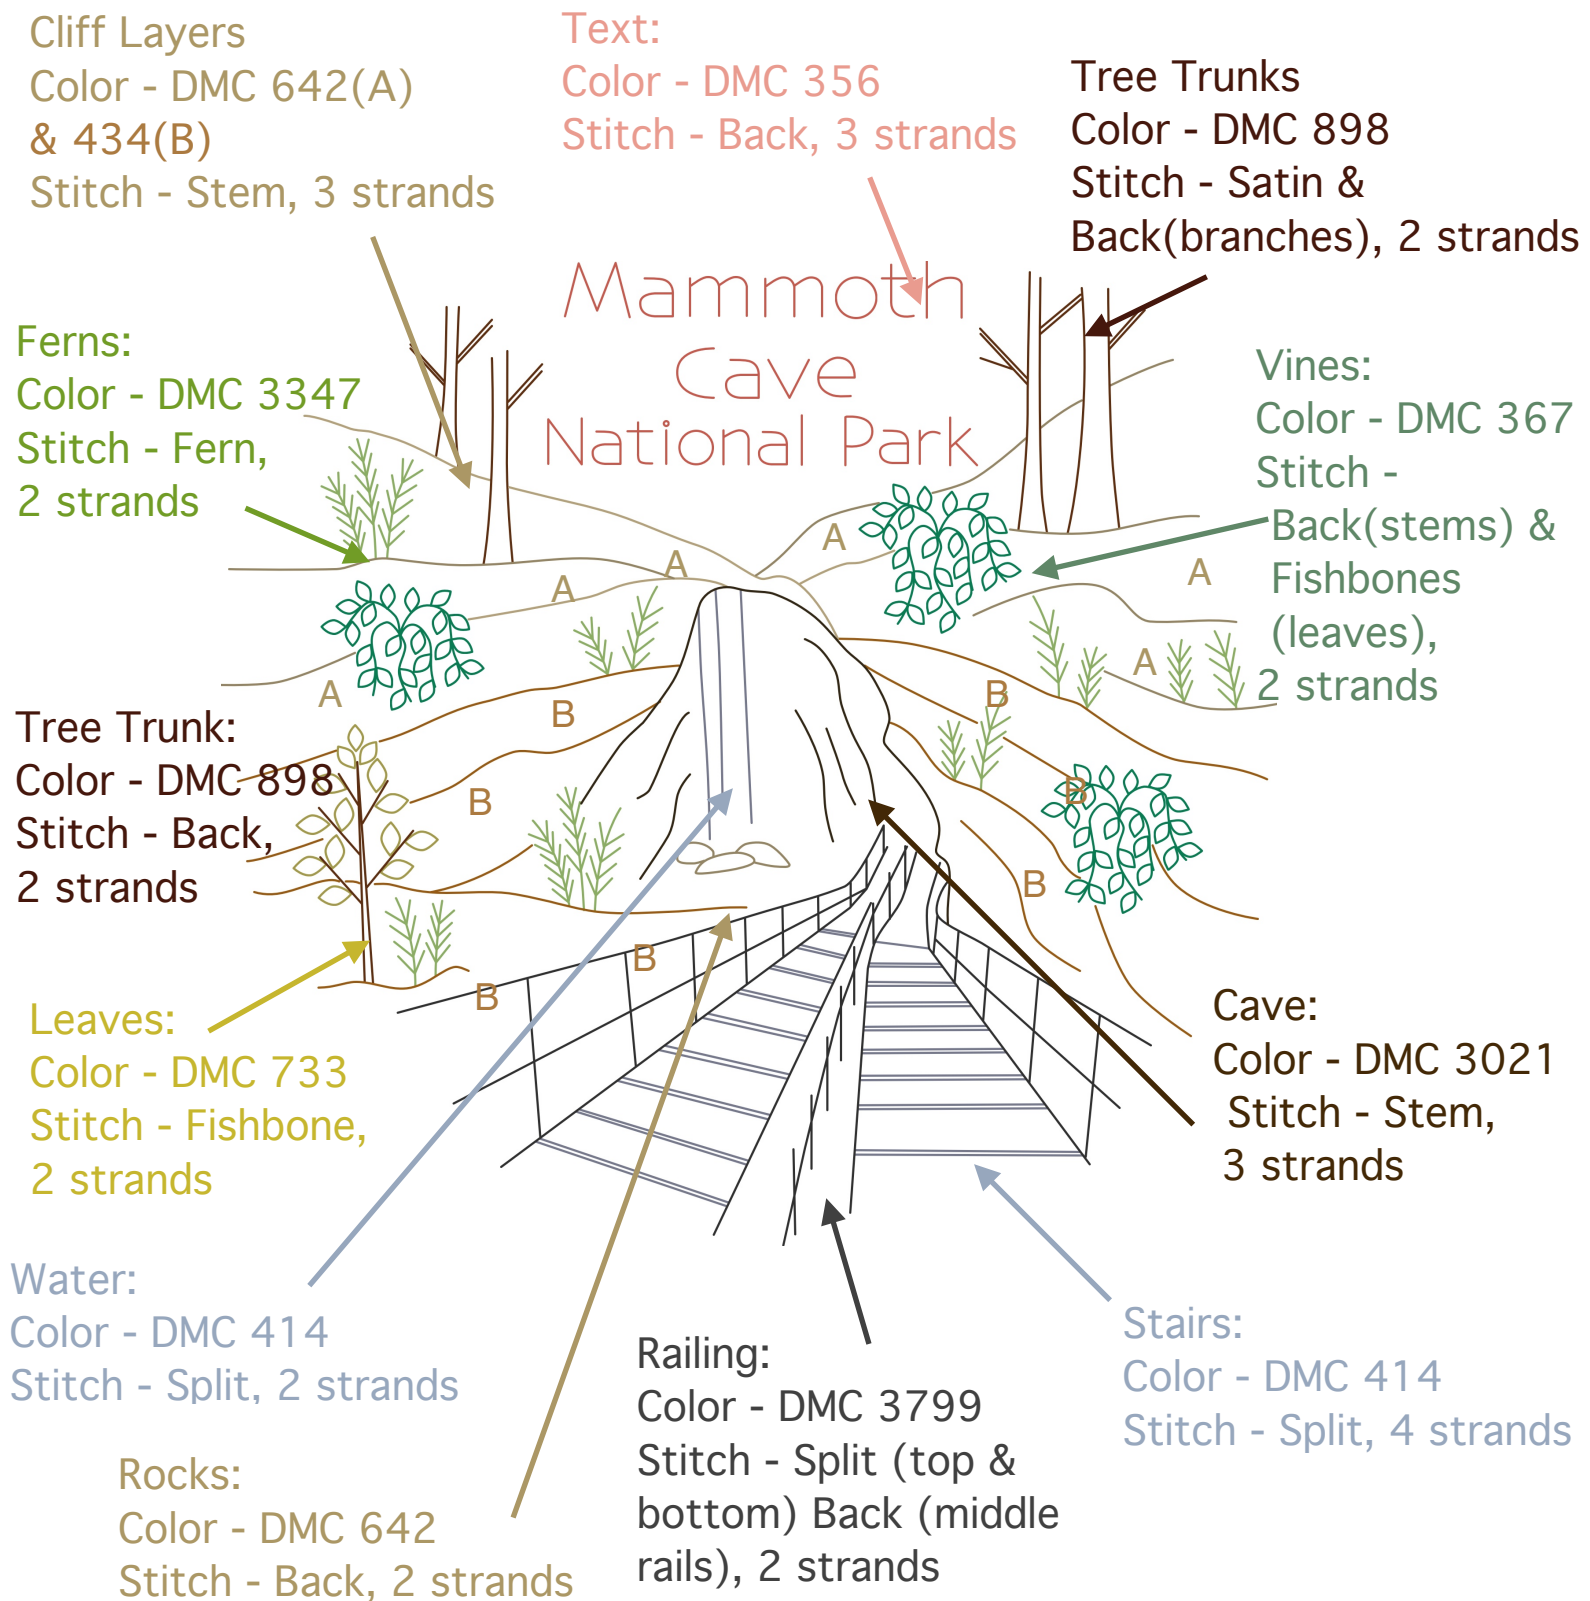 Cliff Layers
Color - DMC 642(A)
& 434(B)
Stitch - Stem, 3 strands
Text:
Color - DMC 356
Stitch - Back, 3 strands
Tree Trunks
Color - DMC 898
Stitch - Satin &
Back(branches), 2 strands
Mammoth
Cave
National Park
Ferns:
Color - DMC 3347
Stitch - Fern,
2 strands
Vines:
Color - DMC 367
Stitch -
Back(stems) &
Fishbones
(leaves),
2 strands
A
A
A
A
A
A
B
B
B
B
B
B
B
Tree Trunk:
Color - DMC 898
Stitch - Back,
2 strands
Leaves:
Color - DMC 733
Stitch - Fishbone,
2 strands
Cave:
Color - DMC 3021
Stitch - Stem,
3 strands
Water:
Color - DMC 414
Stitch - Split, 2 strands
Railing:
Color - DMC 3799
Stitch - Split (top &
bottom) Back (middle
rails), 2 strands
Stairs:
Color - DMC 414
Stitch - Split, 4 strands
Rocks:
Color - DMC 642
Stitch - Back, 2 strands